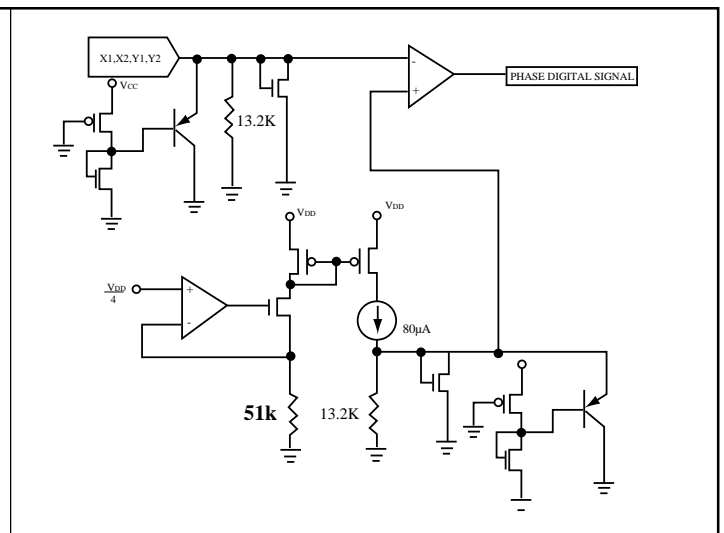 X1,X2,Y1,Y2
-
+
PHASE DIGITAL SIGNAL
VCC
13.2K
VDD
VDD
VDD
4
+
-
80µA
51k
13.2K